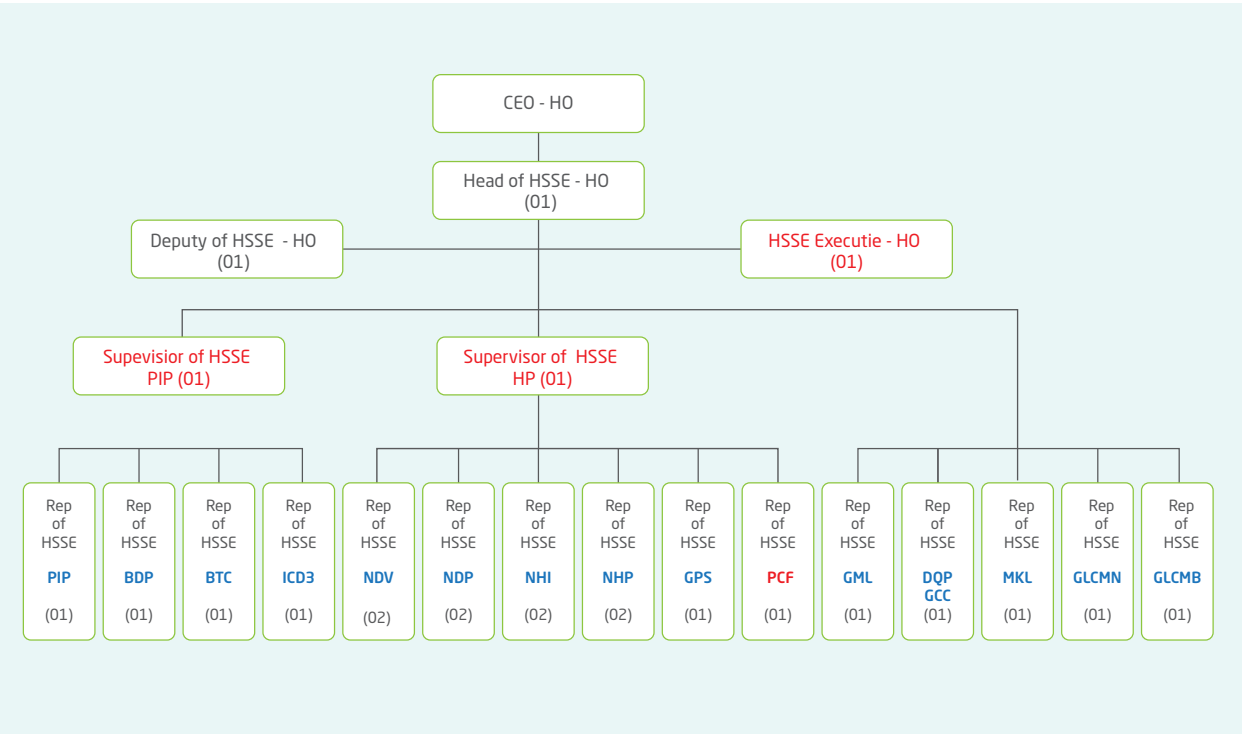 CEO - HO
Head of HSSE - HO
(01)
Deputy of HSSE - HO
(01)
HSSE Executie - HO
(01)
Supevisior of HSSE
PIP (01)
Supervisor of HSSE
HP (01)
Rep
of
HSSE
PIP
(01)
Rep
of
HSSE
BDP
(01)
Rep
of
HSSE
BTC
(01)
Rep
of
HSSE
ICD3
(01)
Rep
of
HSSE
NDV
(02)
Rep
of
HSSE
NDP
(02)
Rep
of
HSSE
NHI
(02)
Rep
of
HSSE
NHP
(02)
Rep
of
HSSE
GPS
(01)
Rep
of
HSSE
PCF
(01)
Rep
of
HSSE
GML
(01)
Rep
of
HSSE
DQP
GCC
(01)
Rep
of
HSSE
MKL
(01)
Rep
of
HSSE
GLCMN
(01)
Rep
of
HSSE
GLCMB
(01)